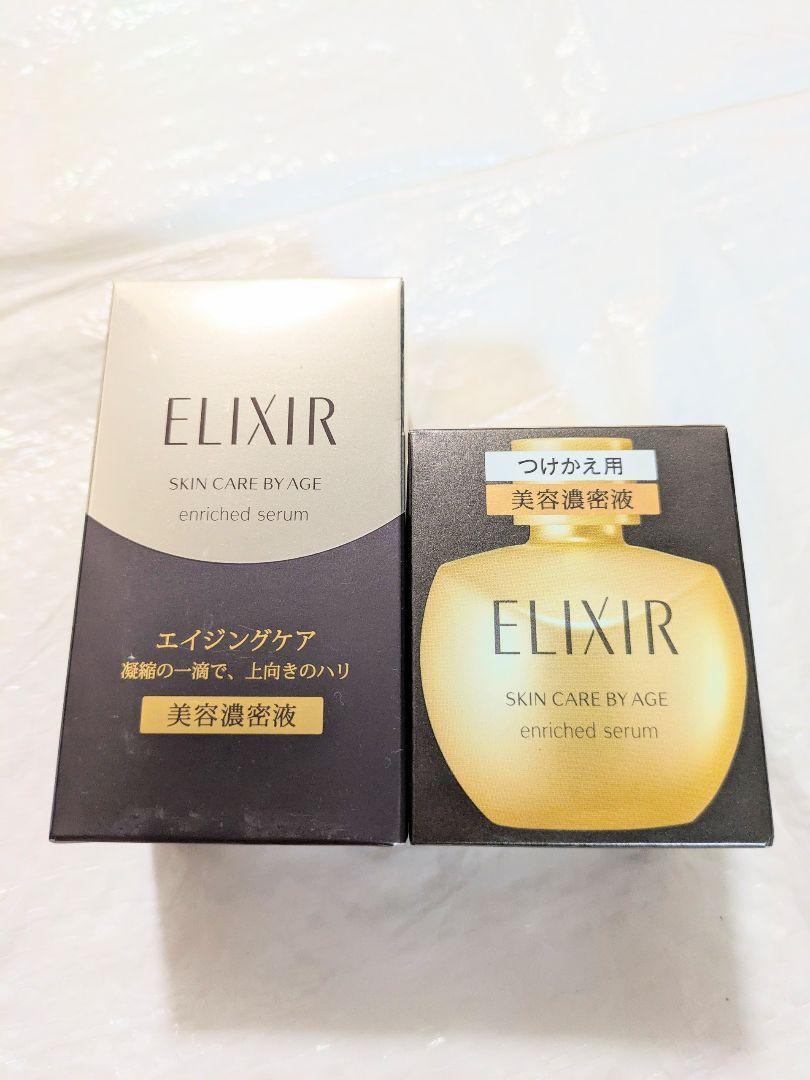 ELIXIR
SKIN CARE BY AGE
enriched serum
エイジングケア
凝縮の一滴で、上向きのハリ
美容濃密液
つけかえ用
美容濃密液
ELIXIR
SKIN CARE BY AGE
enriched serum